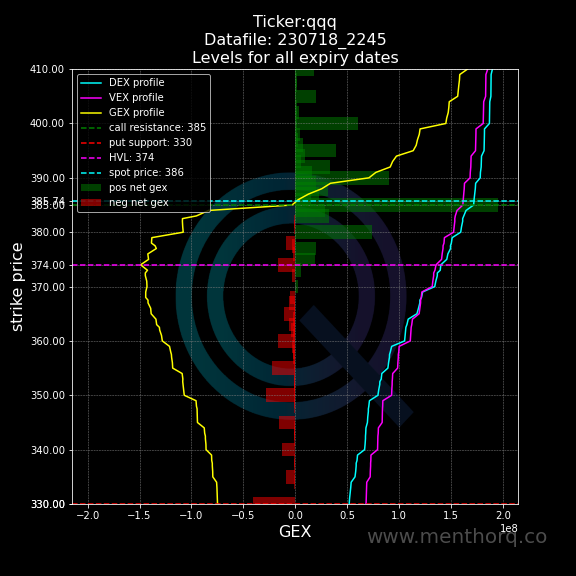 Ticker:qqq
Datafile: 230718_2245
Levels for all expiry dates
DEX profile
VEX profile
GEX profile
call resistance: 385
put support: 330
HVL: 374
spot price: 386
pos net gex
neg net gex
strike price
410.00
400.00
390.00
385.74
385.00
380.00
374.00
370.00
360.00
350.00
340.00
330.00
−2.0 −1.5 −1.0 −0.5 0.0 0.5 1.0 1.5 2.0
1e8
GEX
www.menthorq.co